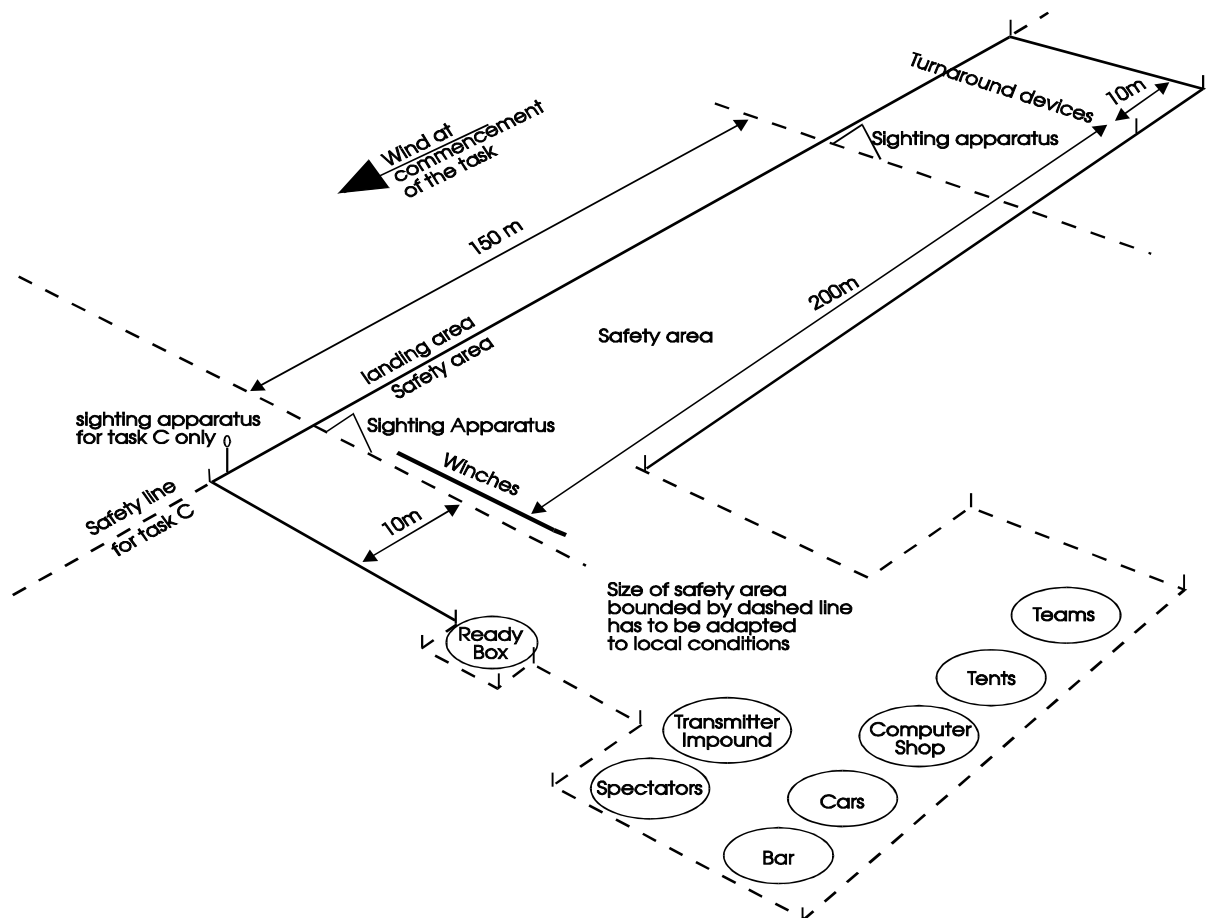 Turnaround devices
10m
Sighting apparatus
Wind at
commencement
of the task
150 m
200m
landing area
Safety area
Safety area
sighting apparatus
for task C only
Sighting Apparatus
Winches
Safety line
for task C
10m
Size of safety area
bounded by dashed line
has to be adapted
to local conditions
Ready
Box
Teams
Tents
Transmitter
Impound
Computer
Shop
Spectators
Cars
Bar